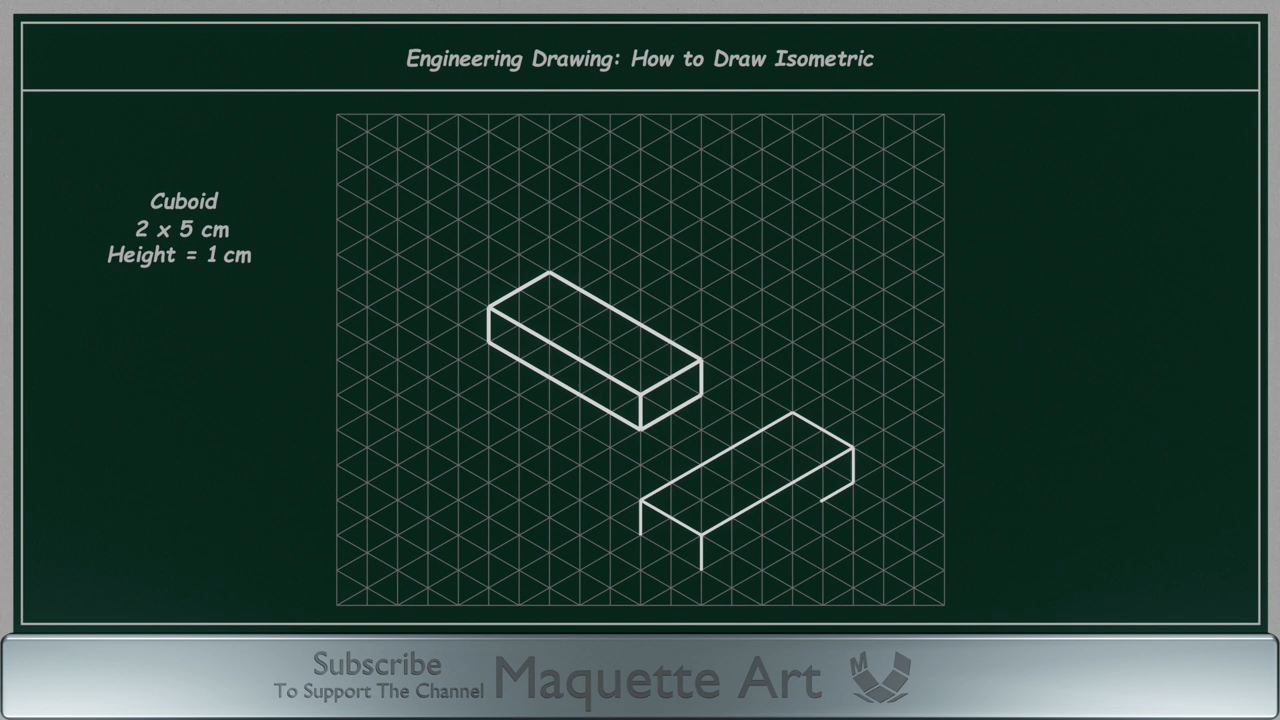 Engineering Drawing: How to Draw Isometric
Cuboid
2 x 5 cm
Height = 1 cm
Subscribe
To Support The Channel
Maquette Art
M